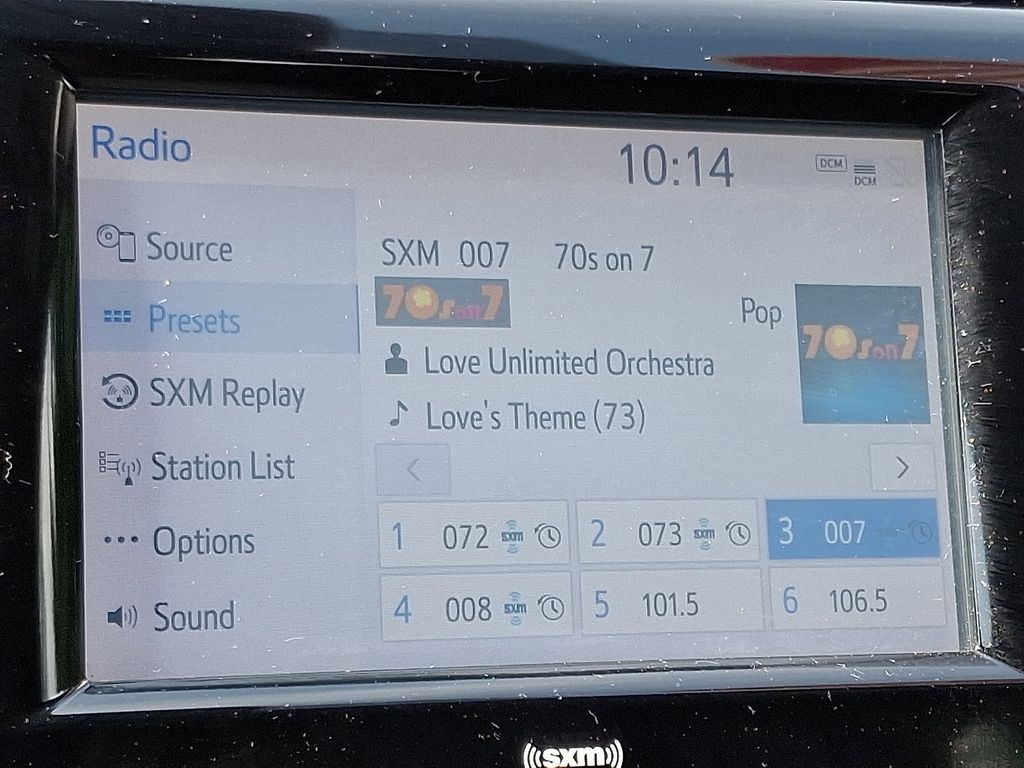 Radio
10:14
DCM
DCM
Source
Presets
SXM Replay
Station List
Options
Sound
SXM 007 70s on 7
70s on 7
Pop
70s on 7
Love Unlimited Orchestra
Love's Theme (73)
1 072 sxm
2 073 sxm
3 007 sxm
4 008 sxm
5 101.5
6 106.5
sxm